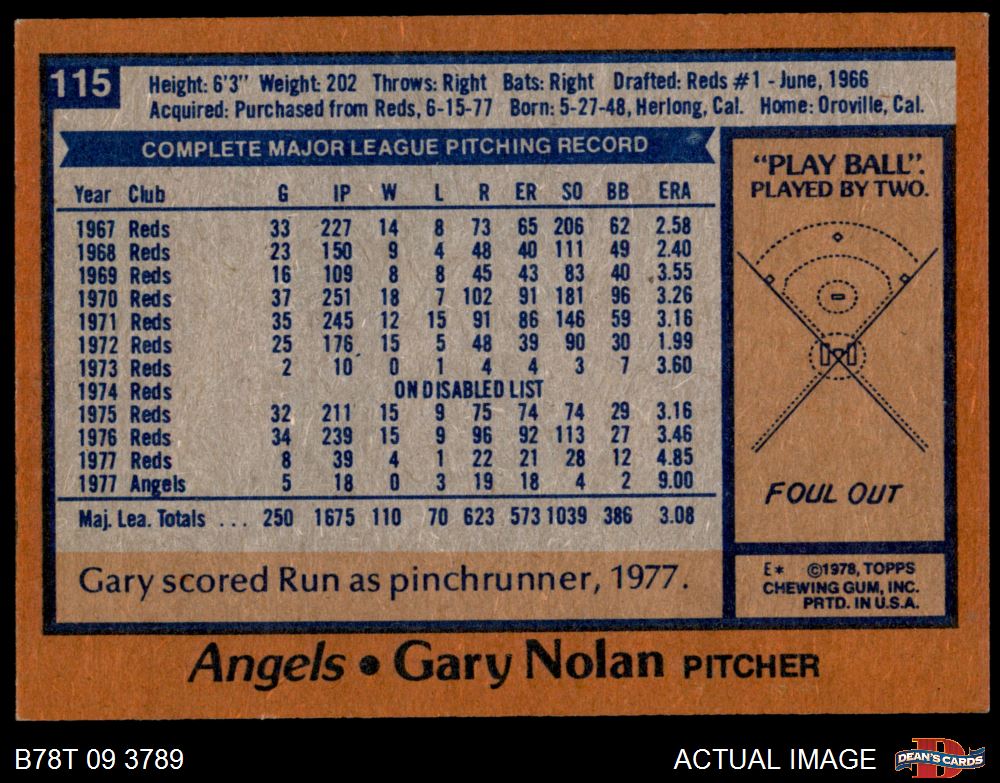 115
Height: 6'3" Weight: 202 Throws: Right Bats: Right Drafted: Reds #1 - June, 1966
Acquired: Purchased from Reds, 6-15-77 Born: 5-27-48, Herlong, Cal. Home: Oroville, Cal.
COMPLETE MAJOR LEAGUE PITCHING RECORD
Year Club G IP W L R ER SO BB ERA
1967 Reds 33 227 14 8 73 65 206 62 2.58
1968 Reds 23 150 9 4 48 40 111 49 2.40
1969 Reds 16 109 8 8 45 43 83 40 3.55
1970 Reds 37 251 18 7 102 91 181 96 3.26
1971 Reds 35 245 12 15 91 86 146 59 3.16
1972 Reds 25 176 15 5 48 39 90 30 1.99
1973 Reds 2 10 0 1 4 4 3 7 3.60
1974 Reds ON DISABLED LIST
1975 Reds 32 211 15 9 75 74 74 29 3.16
1976 Reds 34 239 15 9 96 92 113 27 3.46
1977 Reds 8 39 4 1 22 21 28 12 4.85
1977 Angels 5 18 0 3 19 18 4 2 9.00
Maj. Lea. Totals ... 250 1675 110 70 623 573 1039 386 3.08
Gary scored Run as pinchrunner, 1977.
"PLAY BALL".
PLAYED BY TWO.
FOUL OUT
E* ©1978, TOPPS
CHEWING GUM, INC.
PRTD. IN U.S.A.
Angels • Gary Nolan PITCHER
B78T 09 3789
ACTUAL IMAGE
D
DEAN'S CARDS